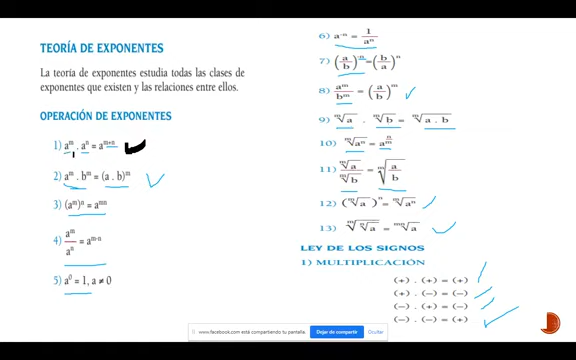 TEORÍA DE EXPONENTES
La teoría de exponentes estudia todas las clases de
exponentes que existen y las relaciones entre ellos.
OPERACIÓN DE EXPONENTES
1) aᵐ . aⁿ = aᵐ⁺ⁿ
2) aᵐ . bᵐ = (a . b)ᵐ
3) (aᵐ)ⁿ = aᵐⁿ
4) aᵐ / aⁿ = aᵐ⁻ⁿ
5) a⁰ = 1, a ≠ 0
6) a⁻ⁿ = 1 / aⁿ
7) (a/b)⁻ⁿ = (b/a)ⁿ
8) aᵐ / bᵐ = (a/b)ᵐ
9) ᵐ√a . ᵐ√b = ᵐ√(a . b)
10) ᵐ√aⁿ = a^(n/m)
11) ᵐ√a / ᵐ√b = ᵐ√(a/b)
12) (ᵐ√a)ⁿ = ᵐ√aⁿ
13) ᵐ√ⁿ√a = ᵐⁿ√a
LEY DE LOS SIGNOS
1) MULTIPLICACIÓN
(+) . (+) = (+)
(+) . (−) = (−)
(−) . (+) = (−)
(−) . (−) = (+)
www.facebook.com está compartiendo tu pantalla. Dejar de compartir Ocultar